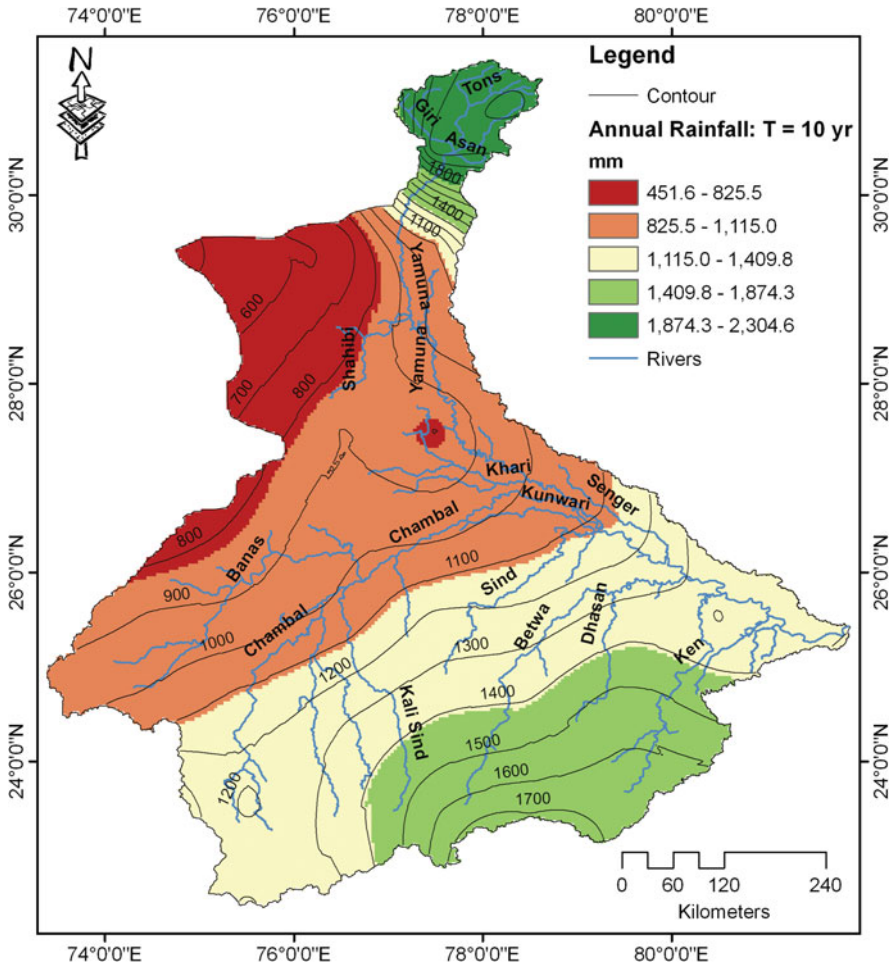 74°0'0"E 76°0'0"E 78°0'0"E 80°0'0"E
N
Legend
Contour
Annual Rainfall: T = 10 yr
mm
451.6 - 825.5
825.5 - 1,115.0
1,115.0 - 1,409.8
1,409.8 - 1,874.3
1,874.3 - 2,304.6
Rivers
30°0'0"N
28°0'0"N
26°0'0"N
24°0'0"N
30°0'0"N
28°0'0"N
26°0'0"N
24°0'0"N
Tons
Giri
Asan
1800
1400
1100
Yamuna
Yamuna
Shahibi
600
700
800
Khari
Kunwari
Senger
Chambal
800
Banas
900
1000
Chambal
1100
Sind
Betwa
Dhasan
Ken
1200
1300
1400
Kali Sind
1500
1600
1700
1200
0 60 120 240
Kilometers
74°0'0"E 76°0'0"E 78°0'0"E 80°0'0"E